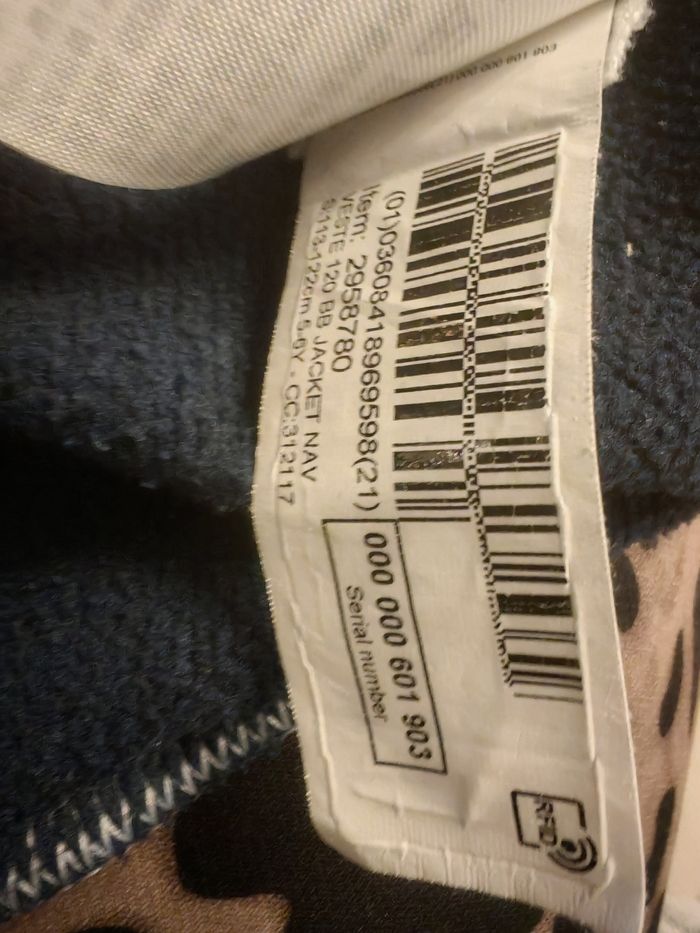 (01)03608418969598(21)
Item: 2958780
VESTE 120 BB JACKET NAV
S/113-122cm 5-6Y - CC:312117
000 000 601 903
Serial number
RFID